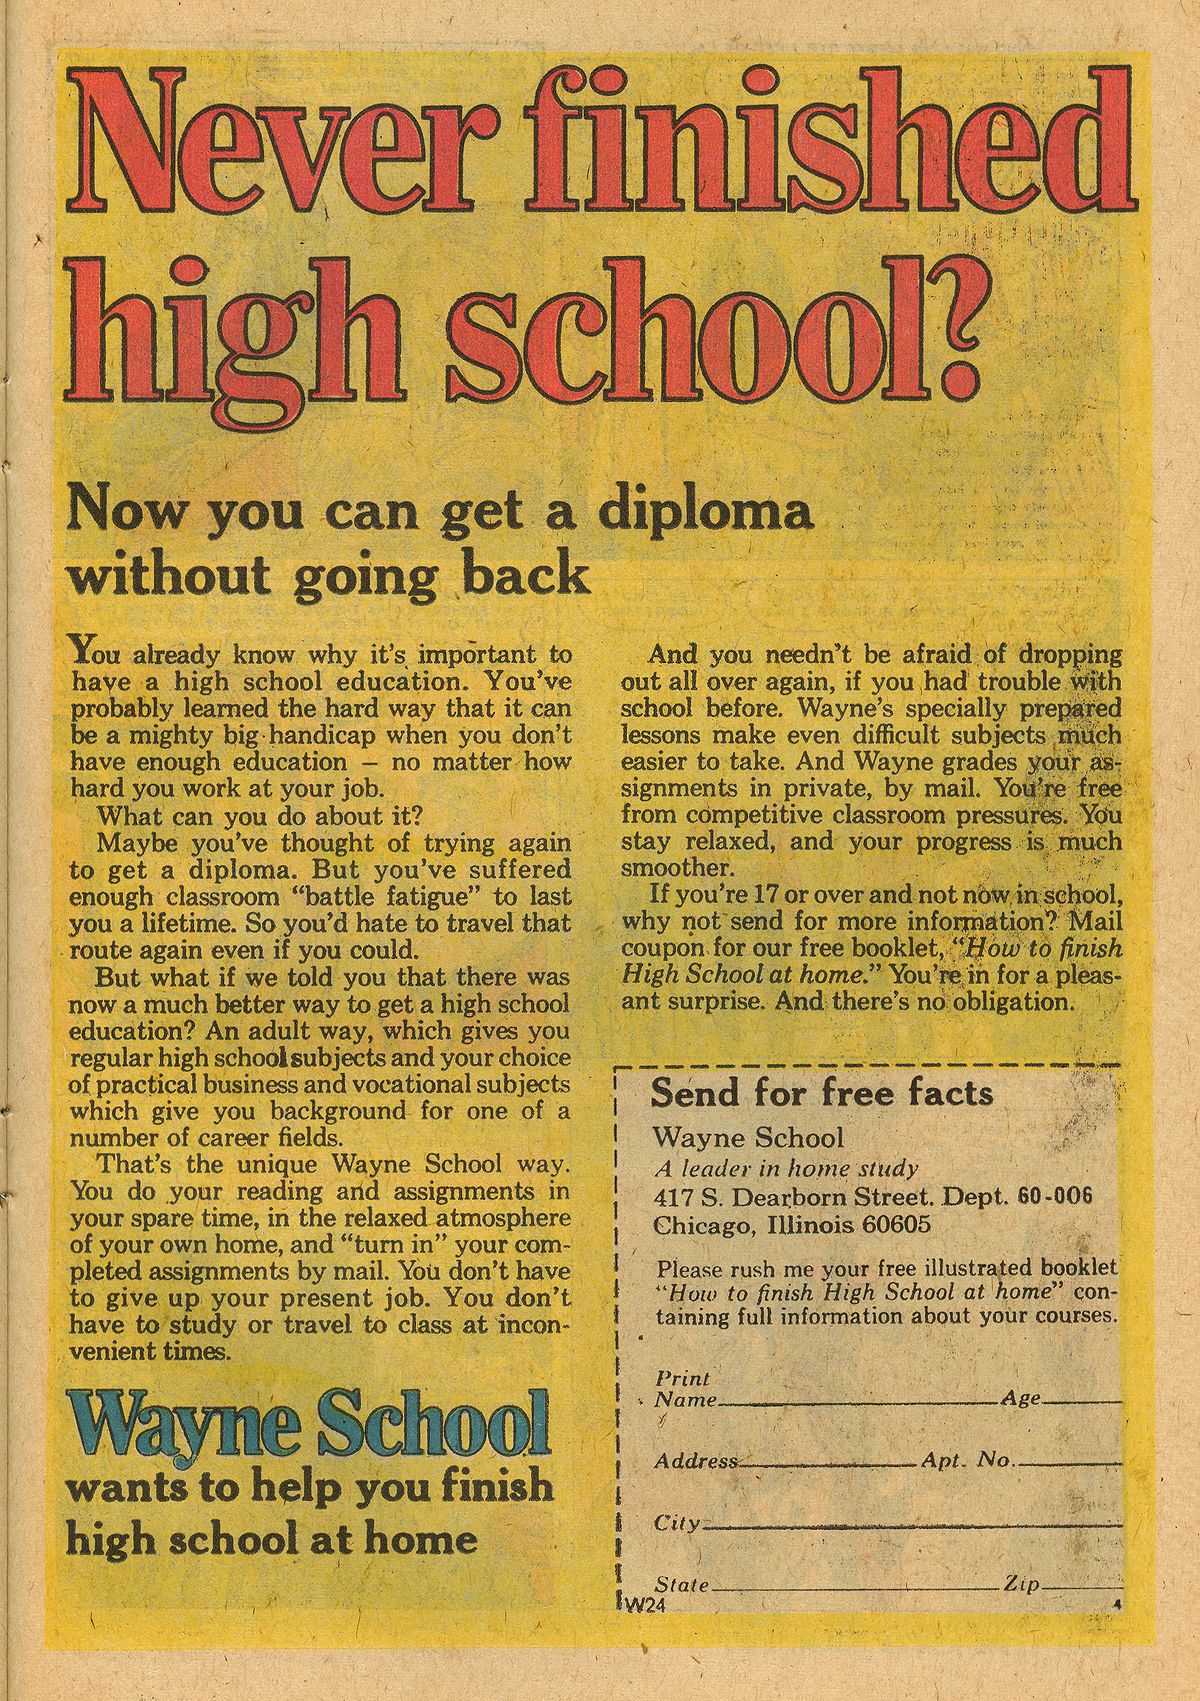 Never finished
high school?
Now you can get a diploma
without going back
You already know why it's important to
have a high school education. You've
probably learned the hard way that it can
be a mighty big handicap when you don't
have enough education — no matter how
hard you work at your job.
What can you do about it?
Maybe you've thought of trying again
to get a diploma. But you've suffered
enough classroom "battle fatigue" to last
you a lifetime. So you'd hate to travel that
route again even if you could.
But what if we told you that there was
now a much better way to get a high school
education? An adult way, which gives you
regular high school subjects and your choice
of practical business and vocational subjects
which give you background for one of a
number of career fields.
That's the unique Wayne School way.
You do your reading and assignments in
your spare time, in the relaxed atmosphere
of your own home, and "turn in" your com-
pleted assignments by mail. You don't have
to give up your present job. You don't
have to study or travel to class at incon-
venient times.
Wayne School
wants to help you finish
high school at home
And you needn't be afraid of dropping
out all over again, if you had trouble with
school before. Wayne's specially prepared
lessons make even difficult subjects much
easier to take. And Wayne grades your as-
signments in private, by mail. You're free
from competitive classroom pressures. You
stay relaxed, and your progress is much
smoother.
If you're 17 or over and not now in school,
why not send for more information? Mail
coupon for our free booklet, "How to finish
High School at home." You're in for a pleas-
ant surprise. And there's no obligation.
Send for free facts
Wayne School
A leader in home study
417 S. Dearborn Street. Dept. 60-006
Chicago, Illinois 60605
Please rush me your free illustrated booklet
"How to finish High School at home" con-
taining full information about your courses.
Print
Name Age
Address Apt. No.
City
State Zip
W24 4